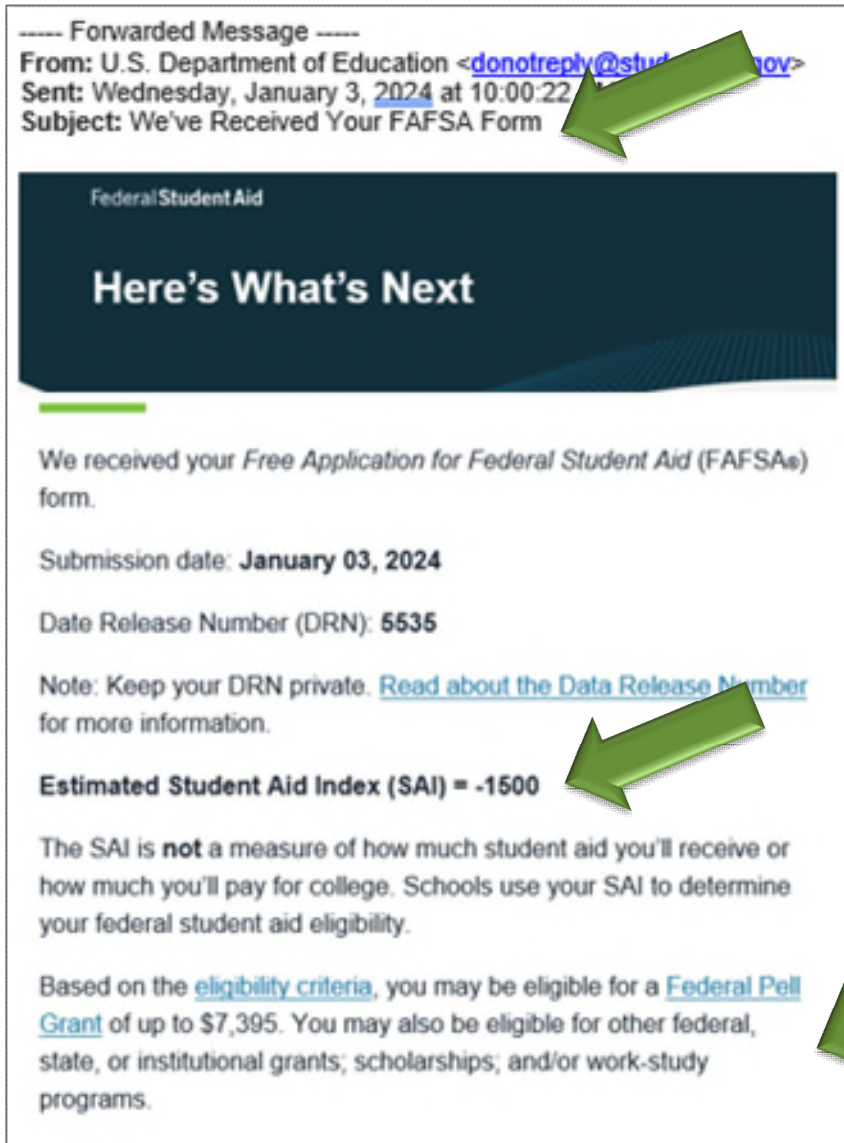 ----- Forwarded Message -----
From: U.S. Department of Education <donotreply@stud gov>
Sent: Wednesday, January 3, 2024 at 10:00:22
Subject: We've Received Your FAFSA Form
Federal Student Aid
Here's What's Next
We received your Free Application for Federal Student Aid (FAFSA®)
form.
Submission date: January 03, 2024
Date Release Number (DRN): 5535
Note: Keep your DRN private. Read about the Data Release Number
for more information.
Estimated Student Aid Index (SAI) = -1500
The SAI is not a measure of how much student aid you'll receive or
how much you'll pay for college. Schools use your SAI to determine
your federal student aid eligibility.
Based on the eligibility criteria, you may be eligible for a Federal Pell
Grant of up to $7,395. You may also be eligible for other federal,
state, or institutional grants; scholarships; and/or work-study
programs.